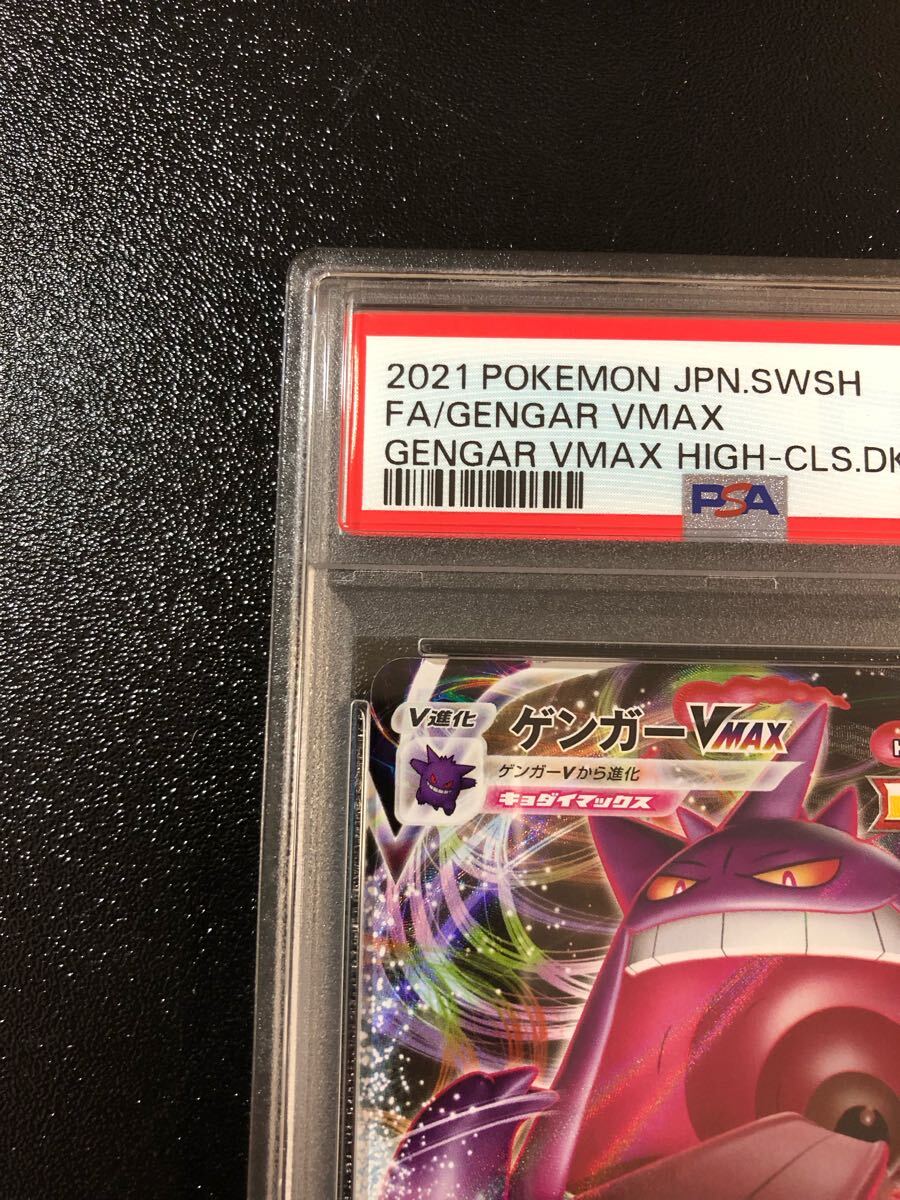 2021 POKEMON JPN.SWSH
FA/GENGAR VMAX
GENGAR VMAX HIGH-CLS.DK
PSA
V進化
ゲンガーVMAX
ゲンガーVから進化
キョダイマックス